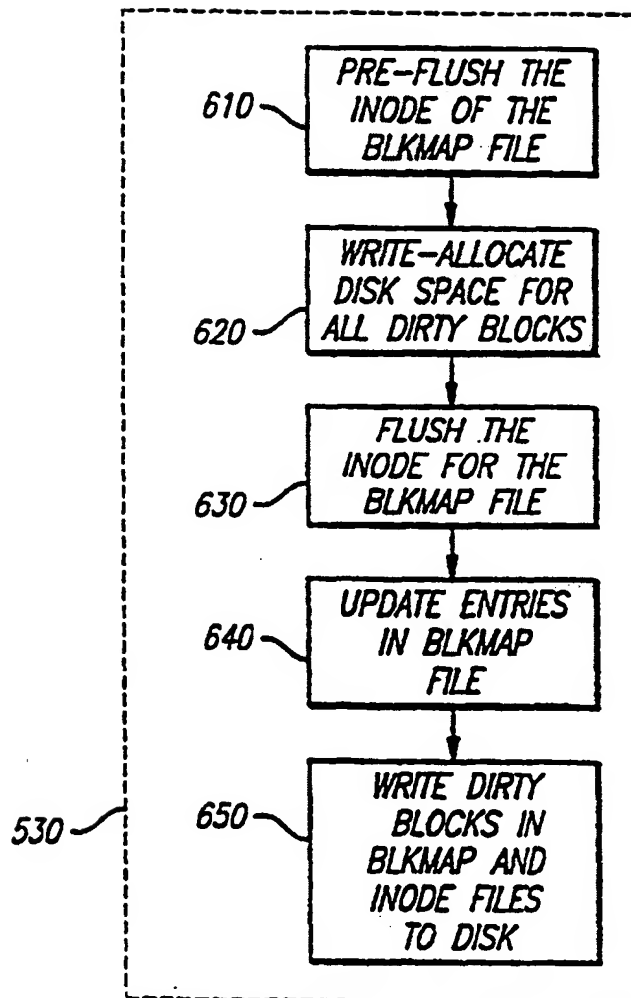 610
PRE-FLUSH THE
INODE OF THE
BLKMAP FILE
620
WRITE-ALLOCATE
DISK SPACE FOR
ALL DIRTY BLOCKS
630
FLUSH THE
INODE FOR THE
BLKMAP FILE
640
UPDATE ENTRIES
IN BLKMAP
FILE
530
650
WRITE DIRTY
BLOCKS IN
BLKMAP AND
INODE FILES
TO DISK